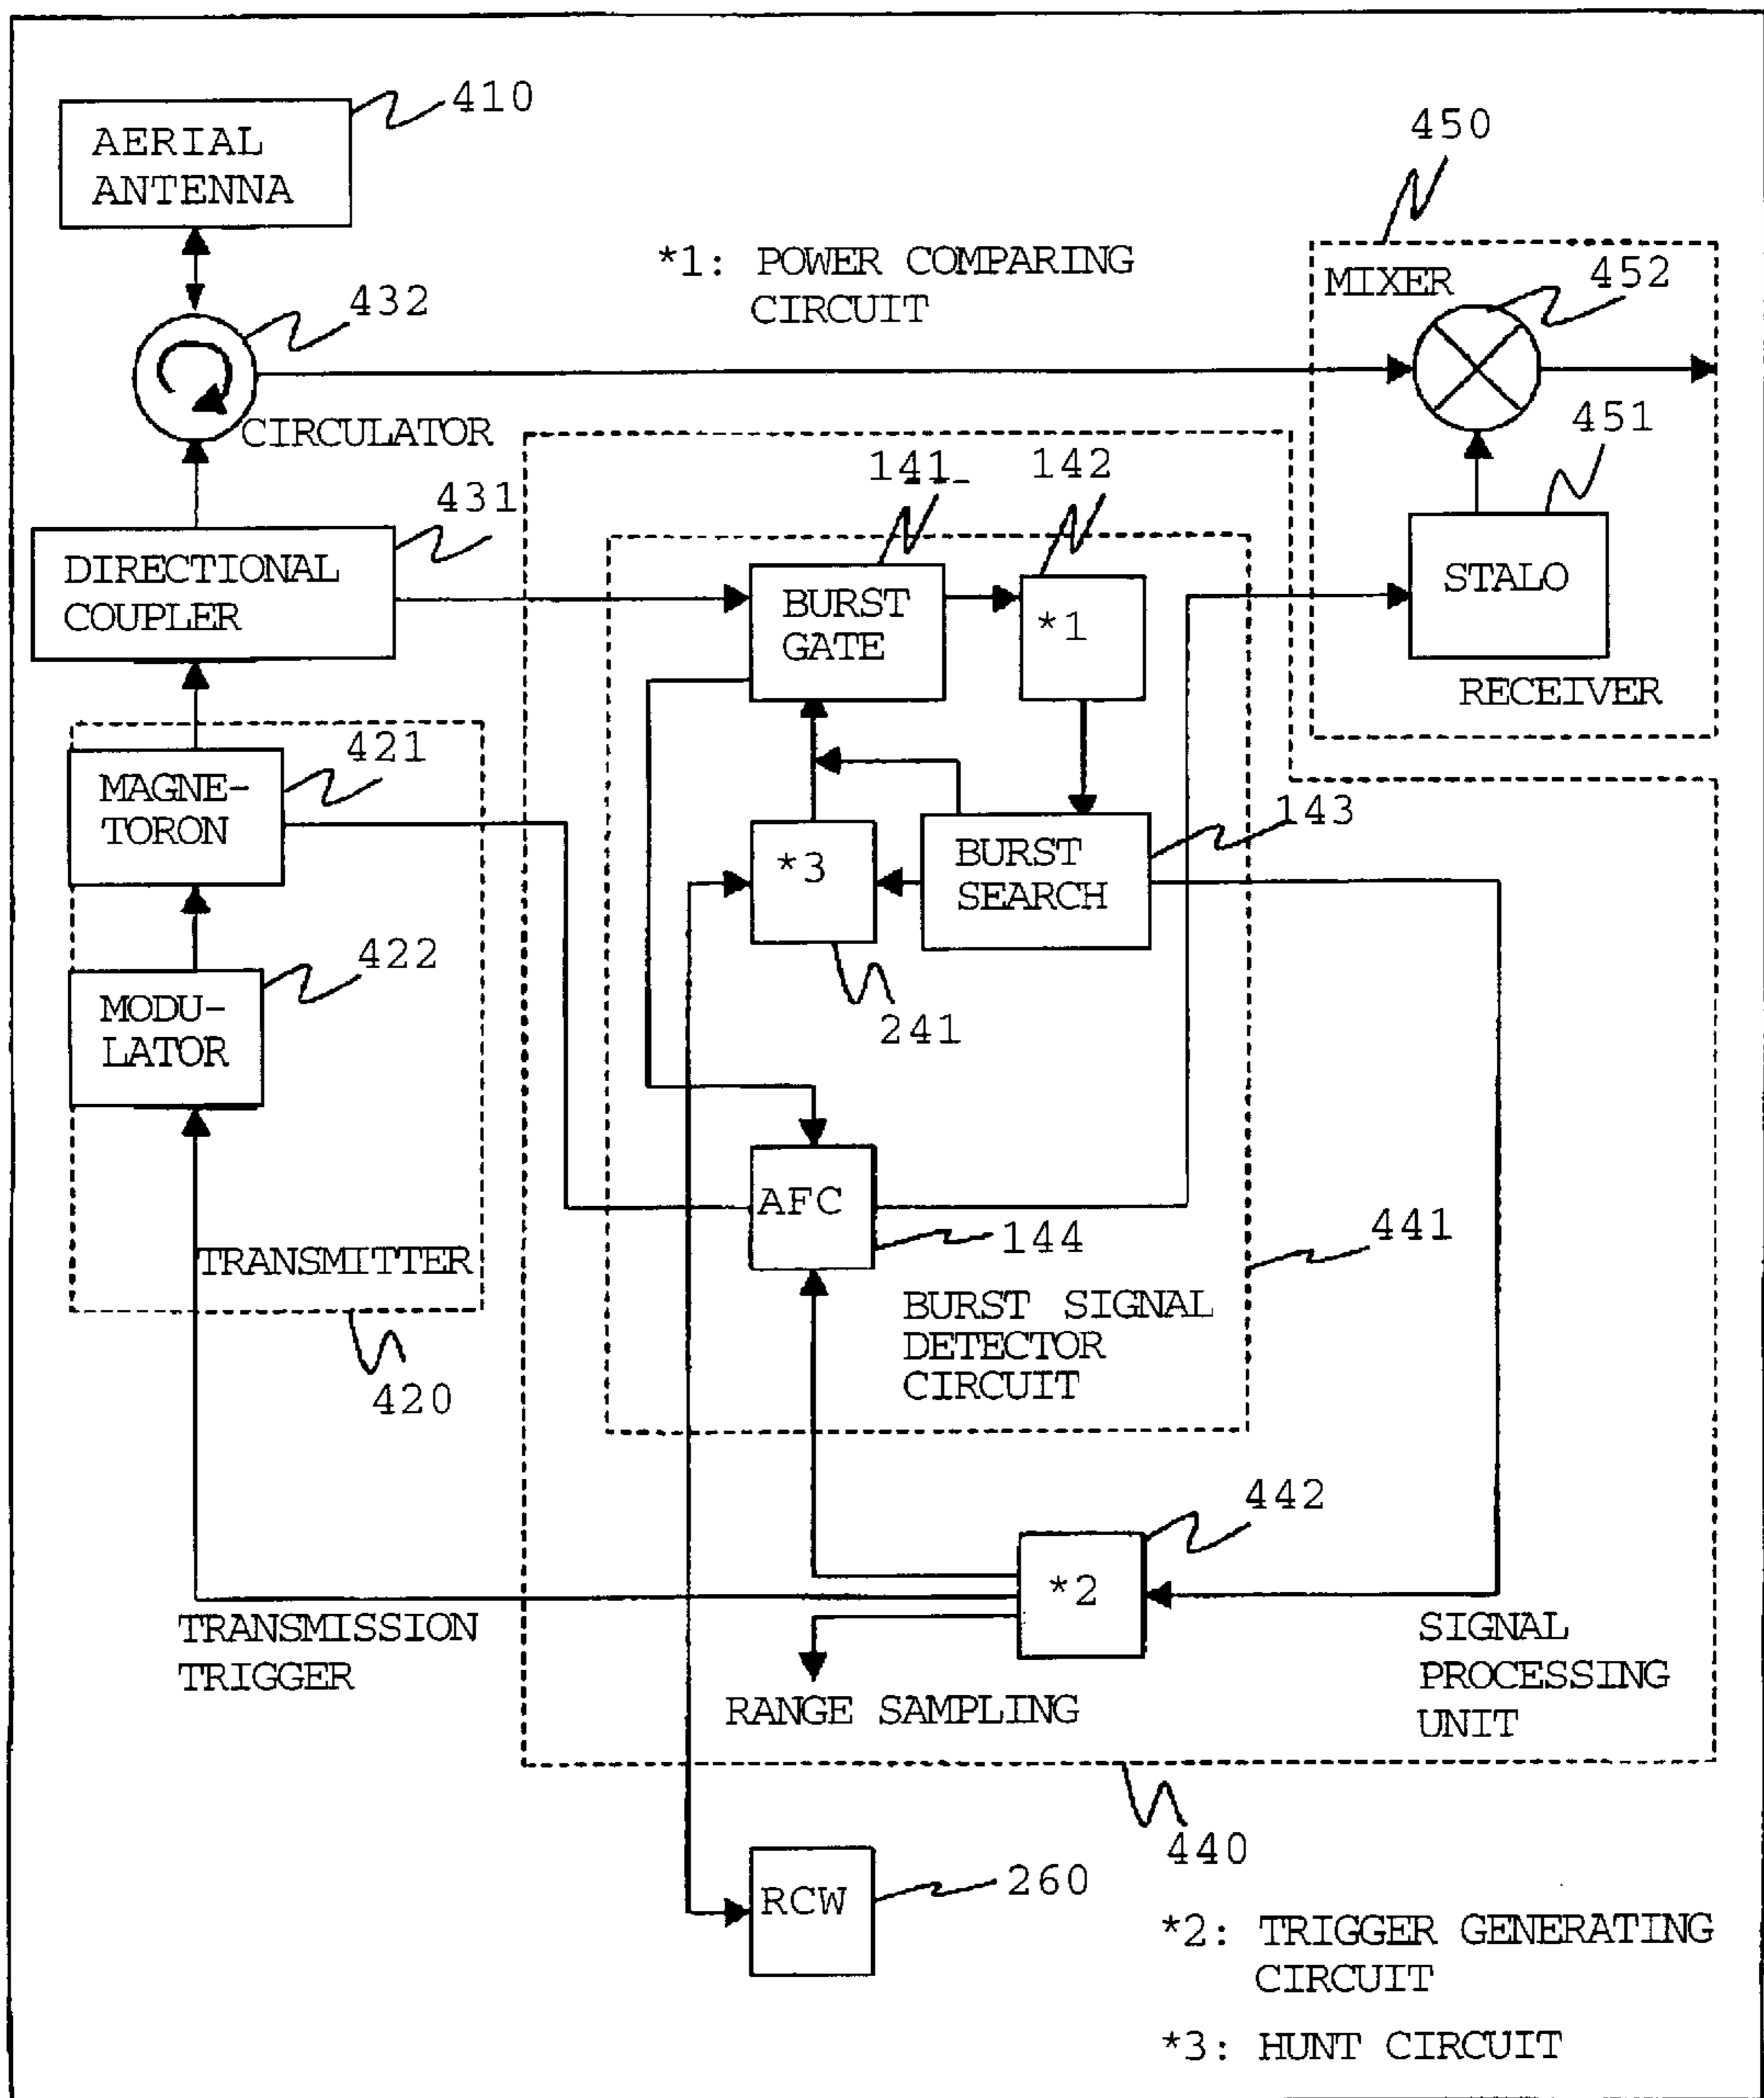 410
AERIAL
ANTENNA
450
*1: POWER COMPARING
CIRCUIT
MIXER
452
432
CIRCULATOR
451
141
142
431
DIRECTIONAL
COUPLER
BURST
GATE
*1
STALO
RECEIVER
421
MAGNE-
TORON
143
*3
BURST
SEARCH
422
MODU-
LATOR
241
AFC
144
441
TRANSMITTER
BURST SIGNAL
DETECTOR
CIRCUIT
420
442
*2
TRANSMISSION
TRIGGER
SIGNAL
PROCESSING
UNIT
RANGE SAMPLING
440
RCW
260
*2: TRIGGER GENERATING
CIRCUIT
*3: HUNT CIRCUIT